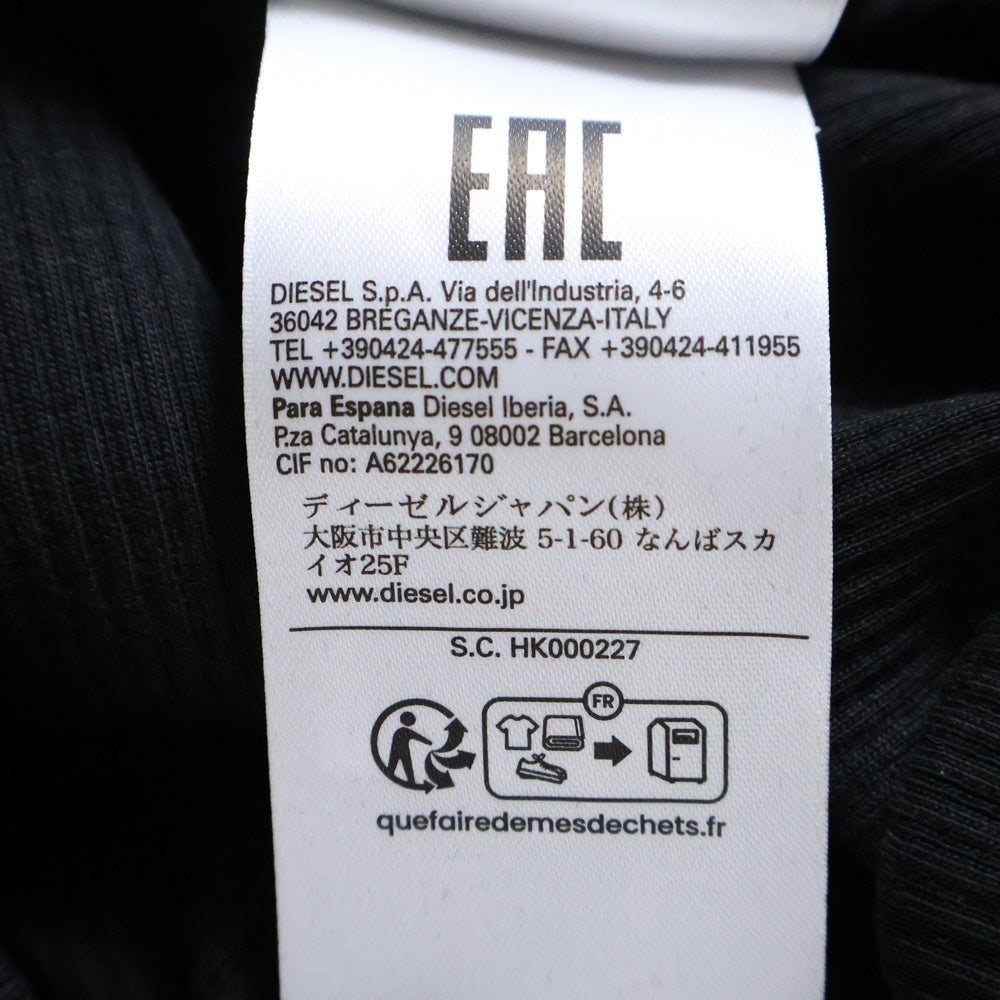 EAC
DIESEL S.p.A. Via dell'Industria, 4-6
36042 BREGANZE-VICENZA-ITALY
TEL +390424-477555 - FAX +390424-411955
WWW.DIESEL.COM
Para Espana Diesel Iberia, S.A.
P.za Catalunya, 9 08002 Barcelona
CIF no: A62226170
ディーゼルジャパン(株)
大阪市中央区難波 5-1-60 なんばスカ
イオ25F
www.diesel.co.jp
S.C. HK000227
FR
quefairedemesdechets.fr